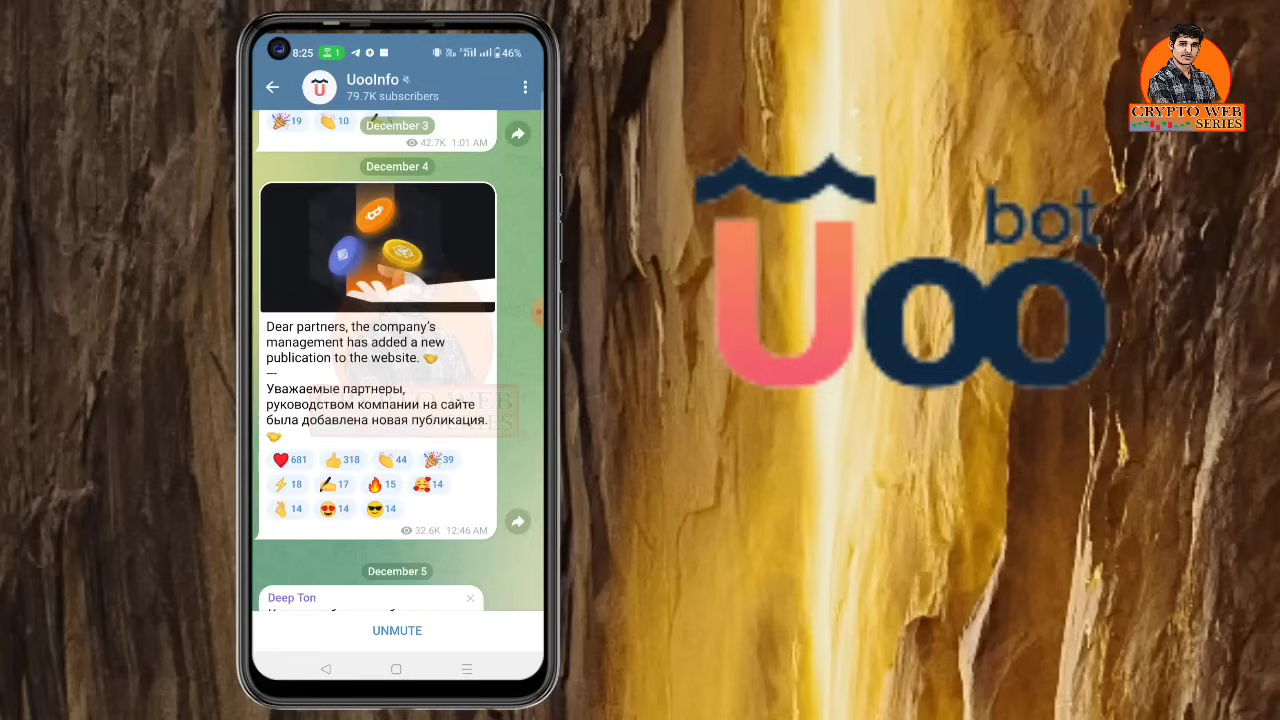 8:25
1
46%
UooInfo
79.7K subscribers
19
10
December 3
42.7K 1:01 AM
December 4
Dear partners, the company's
management has added a new
publication to the website.
---
Уважаемые партнеры,
руководством компании на сайте
была добавлена новая публикация.
681
318
44
39
18
17
15
14
14
14
14
32.6K 12:46 AM
December 5
Deep Топ
UNMUTE
bot
Uoo
CRYPTO WEB
SERIES